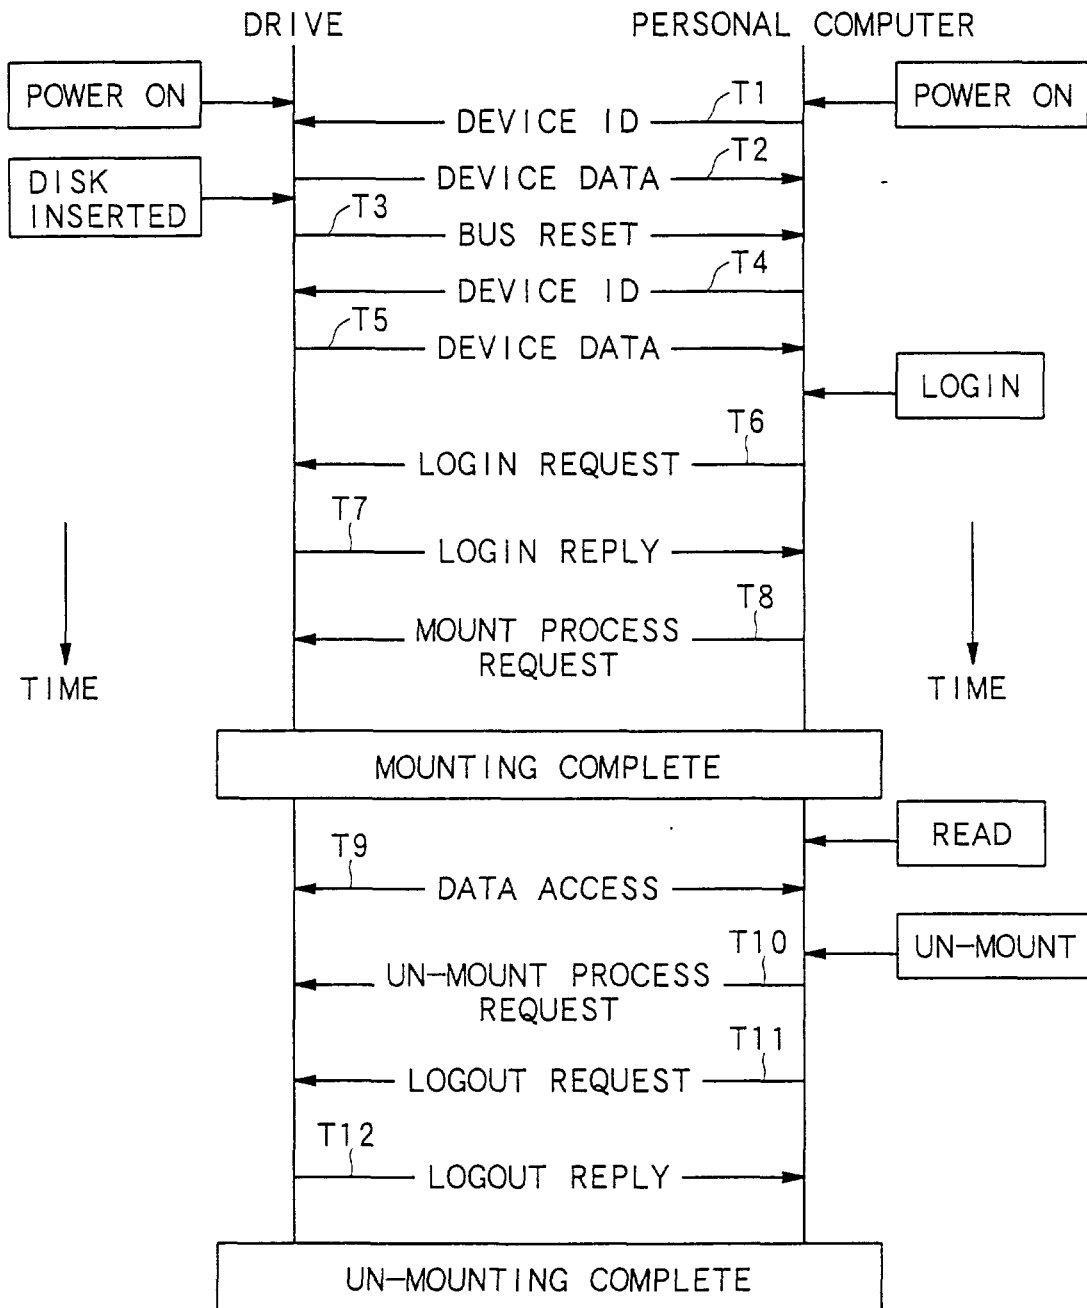 DRIVE
PERSONAL COMPUTER
POWER ON
POWER ON
T1
DEVICE ID
T2
DEVICE DATA
DISK
INSERTED
T3
BUS RESET
T4
DEVICE ID
T5
DEVICE DATA
LOGIN
T6
LOGIN REQUEST
T7
LOGIN REPLY
T8
MOUNT PROCESS
REQUEST
TIME
TIME
MOUNTING COMPLETE
READ
T9
DATA ACCESS
UN-MOUNT
T10
UN-MOUNT PROCESS
REQUEST
T11
LOGOUT REQUEST
T12
LOGOUT REPLY
UN-MOUNTING COMPLETE